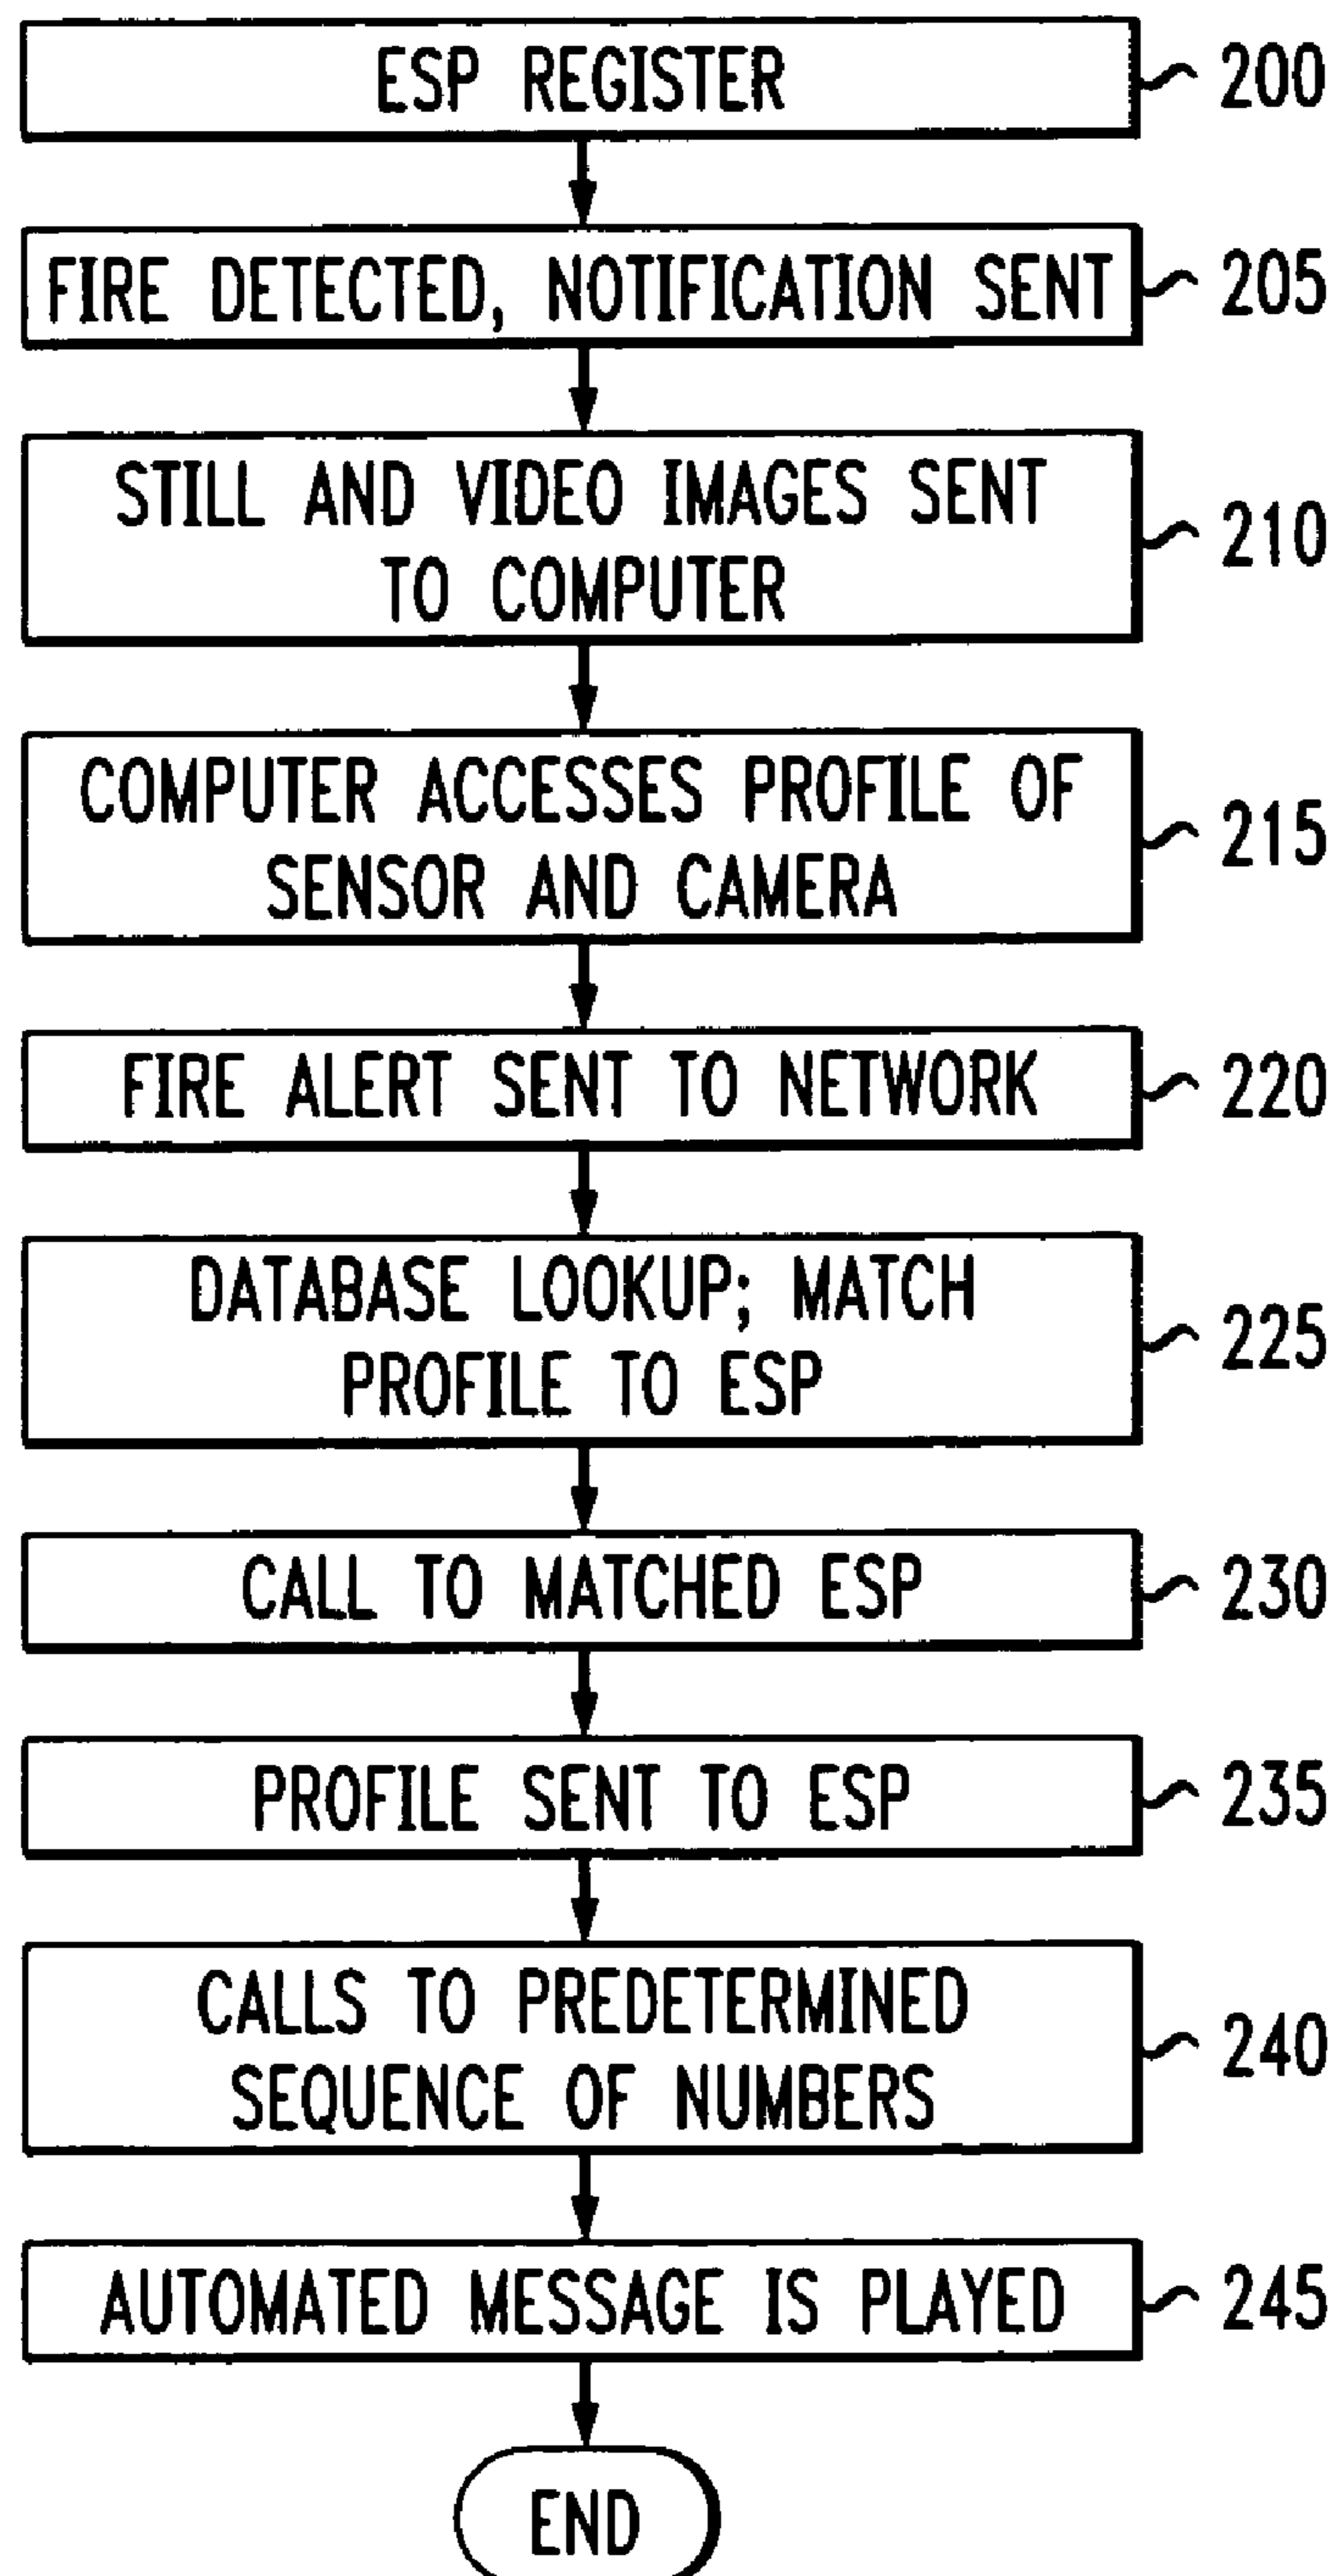 ESP REGISTER
200
FIRE DETECTED, NOTIFICATION SENT
205
STILL AND VIDEO IMAGES SENT
TO COMPUTER
210
COMPUTER ACCESSES PROFILE OF
SENSOR AND CAMERA
215
FIRE ALERT SENT TO NETWORK
220
DATABASE LOOKUP; MATCH
PROFILE TO ESP
225
CALL TO MATCHED ESP
230
PROFILE SENT TO ESP
235
CALLS TO PREDETERMINED
SEQUENCE OF NUMBERS
240
AUTOMATED MESSAGE IS PLAYED
245
END